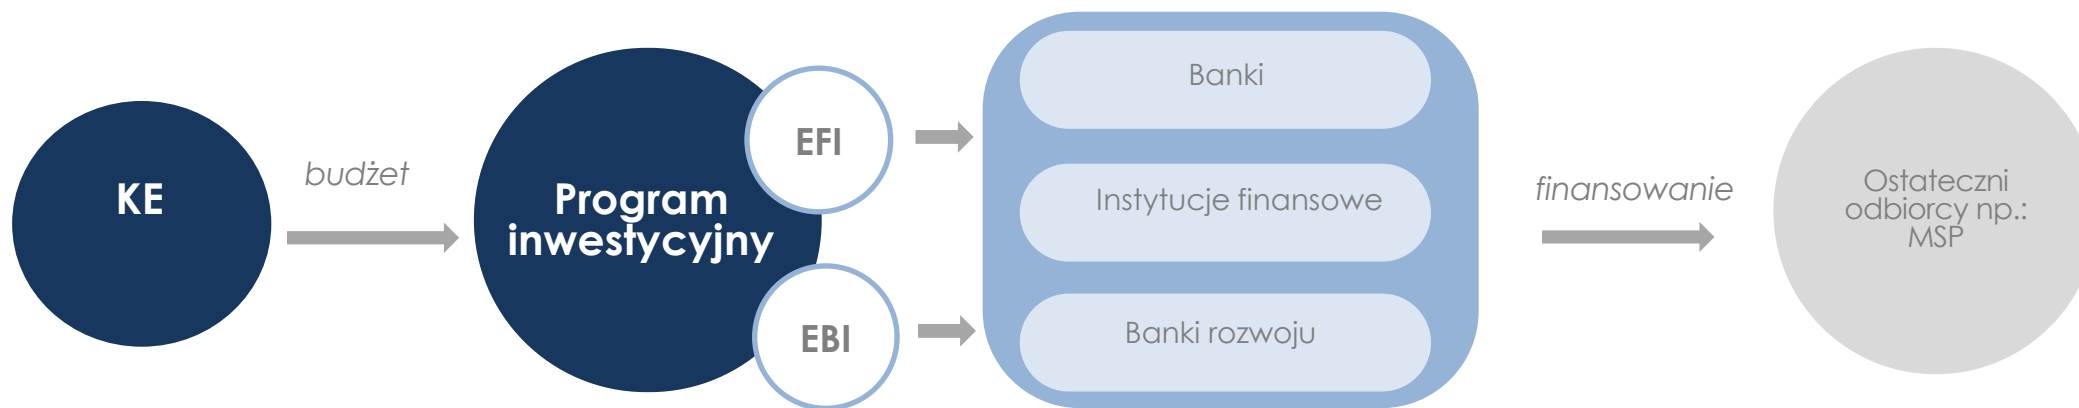 KE
budżet
Program
inwestycyjny
EFI
EBI
Banki
Instytucje finansowe
Banki rozwoju
finansowanie
Ostateczni
odbiorcy np.:
MSP